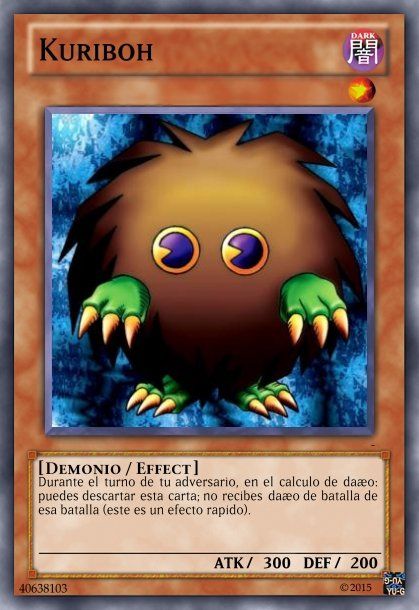 KURIBOH
DARK
闇
[DEMONIO / EFFECT]
Durante el turno de tu adversario, en el calculo de daæo:
puedes descartar esta carta; no recibes daæo de batalla de
esa batalla (este es un efecto rapido).
ATK / 300 DEF / 200
40638103
©2015
YU-G